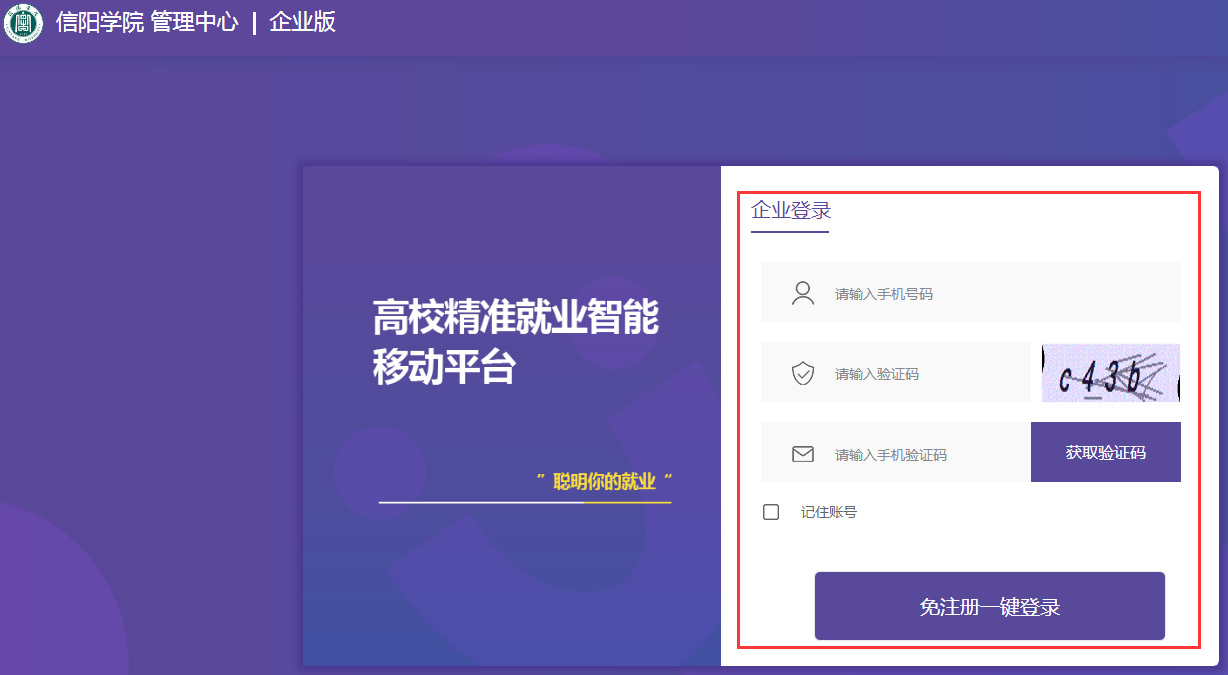 信阳学院 管理中心 | 企业版
高校精准就业智能
移动平台
" 聪明你的就业 "
企业登录
请输入手机号码
请输入验证码
c43b
请输入手机验证码
获取验证码
记住账号
免注册一键登录